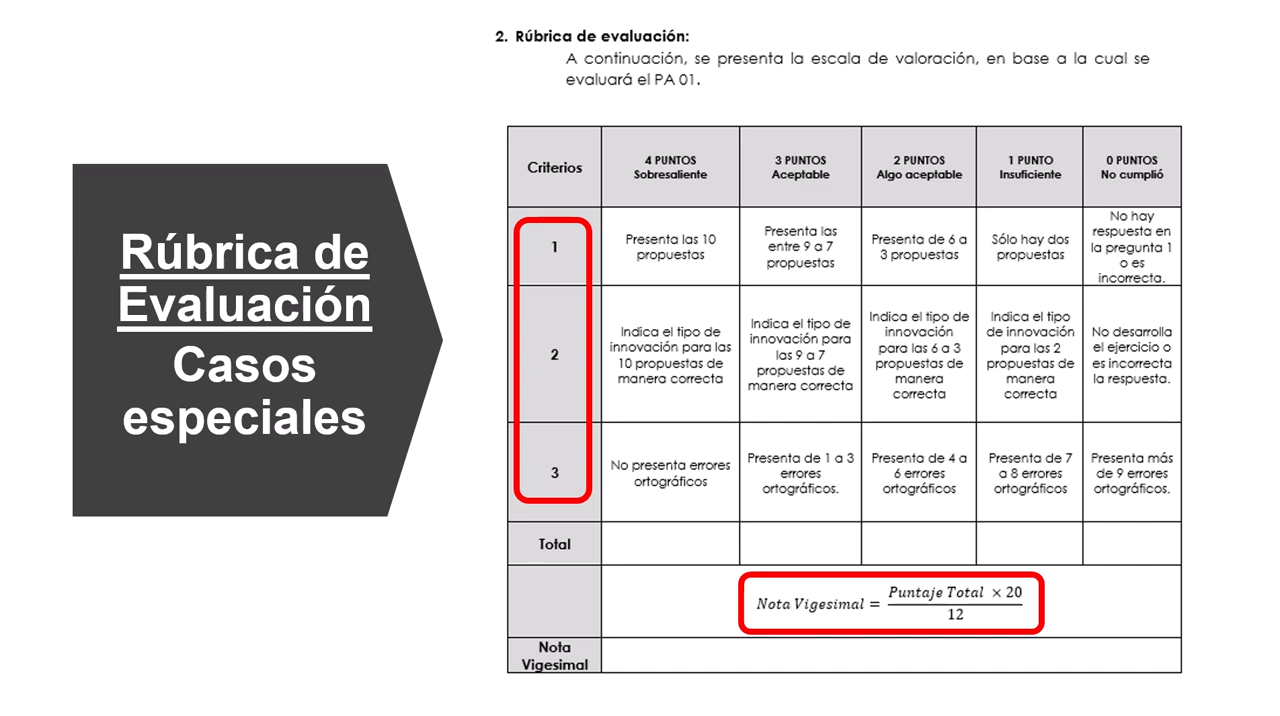 Rúbrica de
Evaluación
Casos
especiales
2. Rúbrica de evaluación:
A continuación, se presenta la escala de valoración, en base a la cual se
evaluará el PA 01.
Criterios
4 PUNTOS
Sobresaliente
3 PUNTOS
Aceptable
2 PUNTOS
Algo aceptable
1 PUNTO
Insuficiente
0 PUNTOS
No cumplió
1
Presenta las 10
propuestas
Presenta las
entre 9 a 7
propuestas
Presenta de 6 a
3 propuestas
Sólo hay dos
propuestas
No hay
respuesta en
la pregunta 1
o es
incorrecta.
2
Indica el tipo de
innovación para las
10 propuestas de
manera correcta
Indica el tipo de
innovación para
las 9 a 7
propuestas de
manera correcta
Indica el tipo de
innovación
para las 6 a 3
propuestas de
manera
correcta
Indica el tipo
de innovación
para las 2
propuestas de
manera
correcta
No desarrolla
el ejercicio o
es incorrecta
la respuesta.
3
No presenta errores
ortográficos
Presenta de 1 a 3
errores
ortográficos.
Presenta de 4 a
6 errores
ortográficos
Presenta de 7
a 8 errores
ortográficos
Presenta más
de 9 errores
ortográficos.
Total
Nota Vigesimal = Puntaje Total × 20
12
Nota
Vigesimal